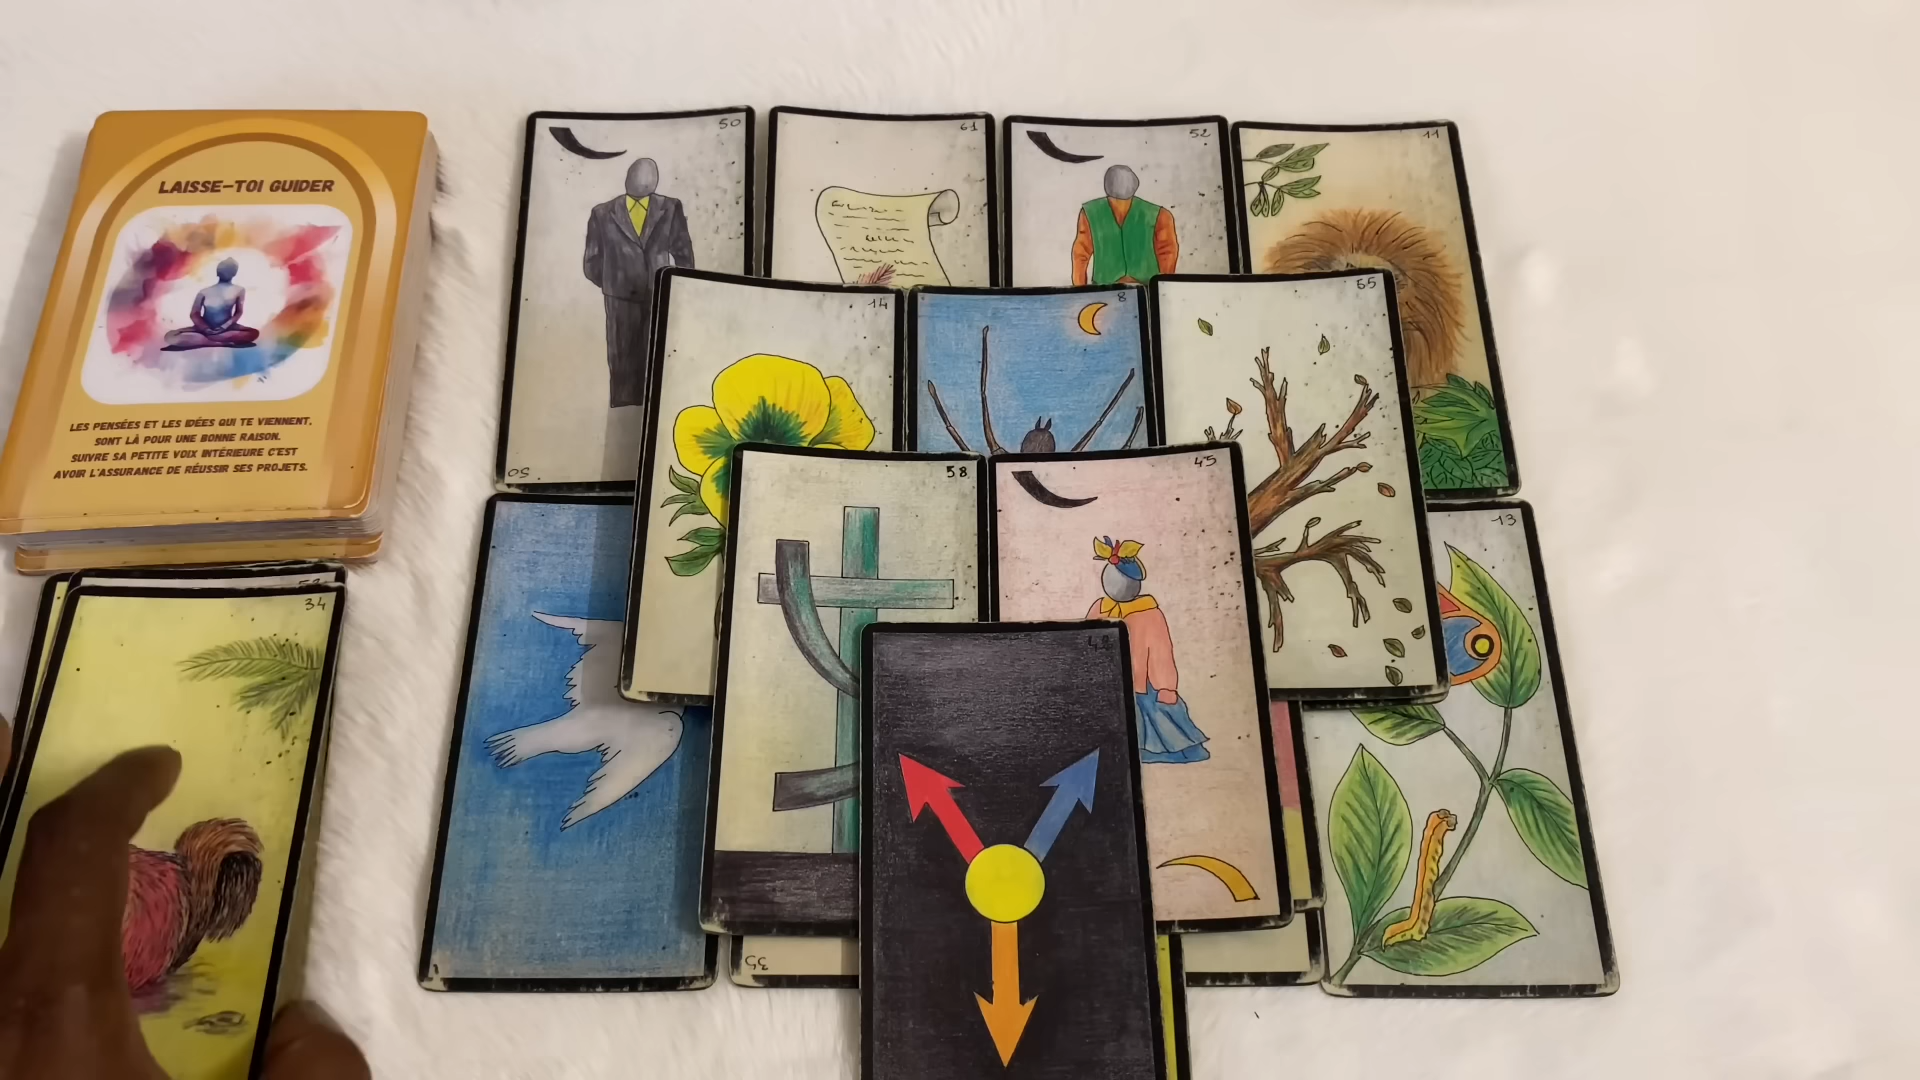 LAISSE-TOI GUIDER
LES PENSÉES ET LES IDÉES QUI TE VIENNENT,
SONT LÀ POUR UNE BONNE RAISON.
SUIVRE SA PETITE VOIX INTÉRIEURE C'EST
AVOIR L'ASSURANCE DE RÉUSSIR SES PROJETS.
50
61
52
11
50
14
8
55
58
45
13
34
35